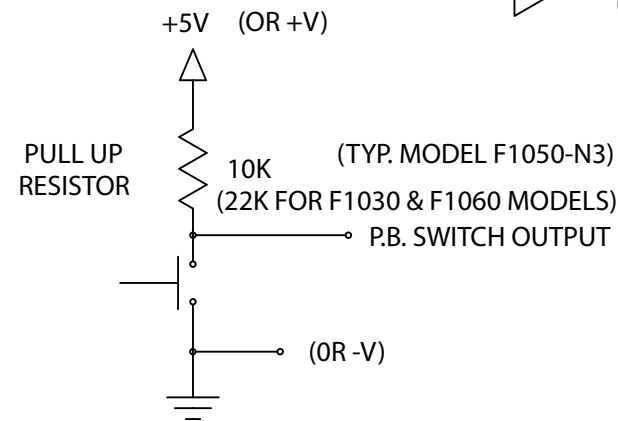 +5V (OR +V)
PULL UP
RESISTOR
10K (TYP. MODEL F1050-N3)
(22K FOR F1030 & F1060 MODELS)
P.B. SWITCH OUTPUT
(0R -V)